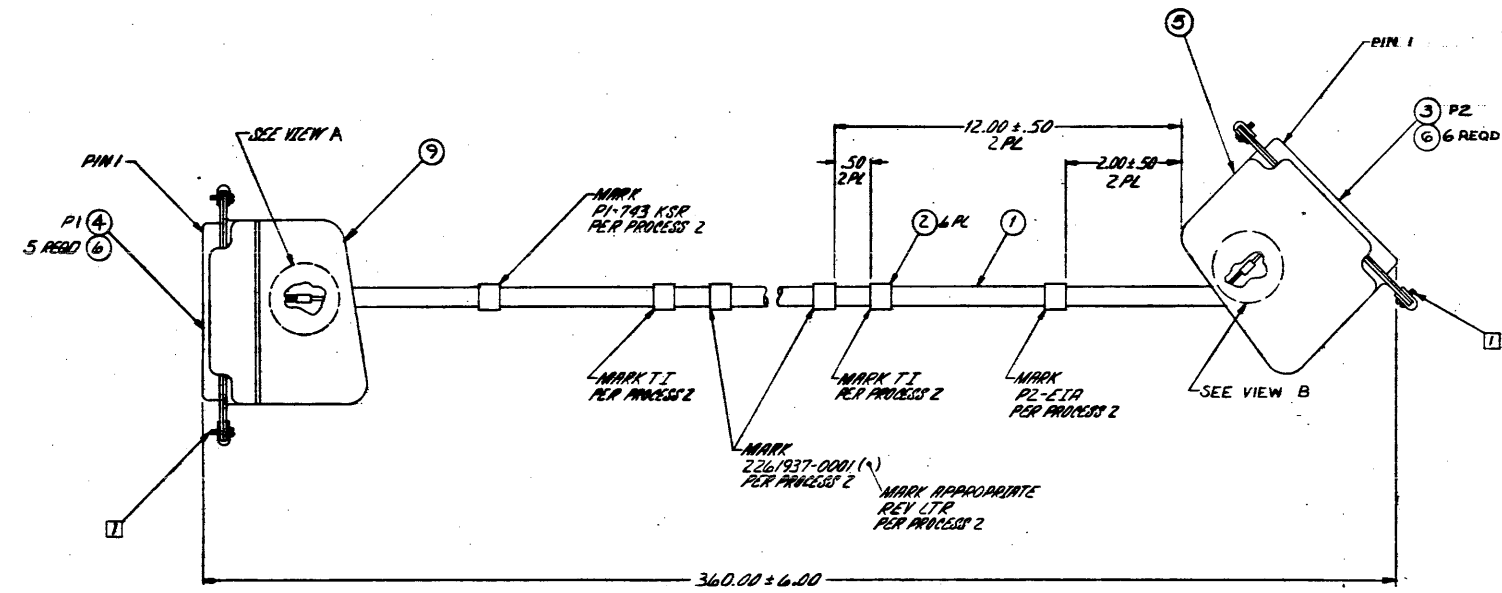 5
PIN 1
3 P2
6 6 REQD
12.00±.50
2 PL
.50
2PL
2.00±.50
2 PL
SEE VIEW A
9
PIN 1
P1 4
5 REQD 6
MARK
P1-743 KSR
PER PROCESS 2
2 6 PL
1
1
MARK TI
PER PROCESS 2
MARK TI
PER PROCESS 2
MARK
P2-EIA
PER PROCESS 2
SEE VIEW B
MARK
2261937-0001 (*)
PER PROCESS 2
MARK APPROPRIATE
REV LTR
PER PROCESS 2
1
360.00±6.00